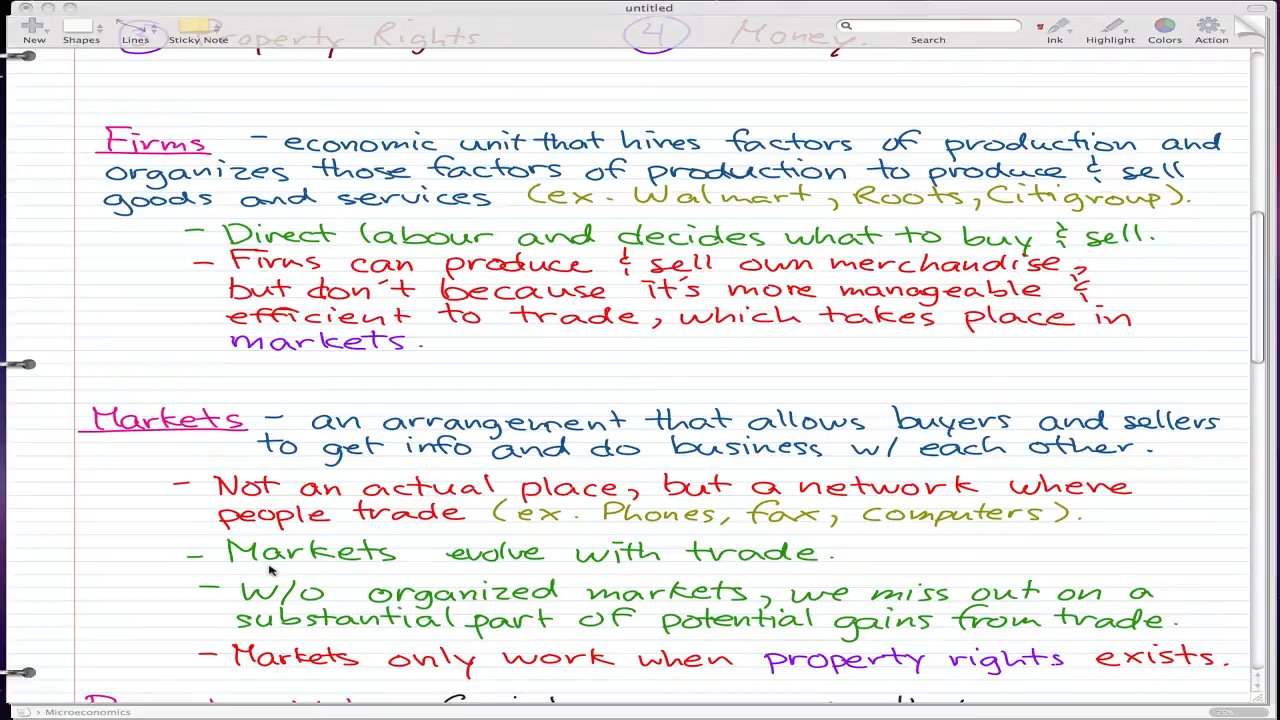 untitled
New Shapes Lines Sticky Note Search Ink Highlight Colors Action
Property Rights 4 Money.
Firms - economic unit that hires factors of production and
organizes those factors of production to produce & sell
goods and services (ex. Walmart, Roots, Citigroup).
- Direct labour and decides what to buy & sell.
- Firms can produce & sell own merchandise,
but don't because it's more manageable &
efficient to trade, which takes place in
markets.
Markets - an arrangement that allows buyers and sellers
to get info and do business w/ each other.
- Not an actual place, but a network where
people trade (ex. Phones, fax, computers).
- Markets evolve with trade.
- W/o organized markets, we miss out on a
substantial part of potential gains from trade.
- Markets only work when property rights exists.
Microeconomics